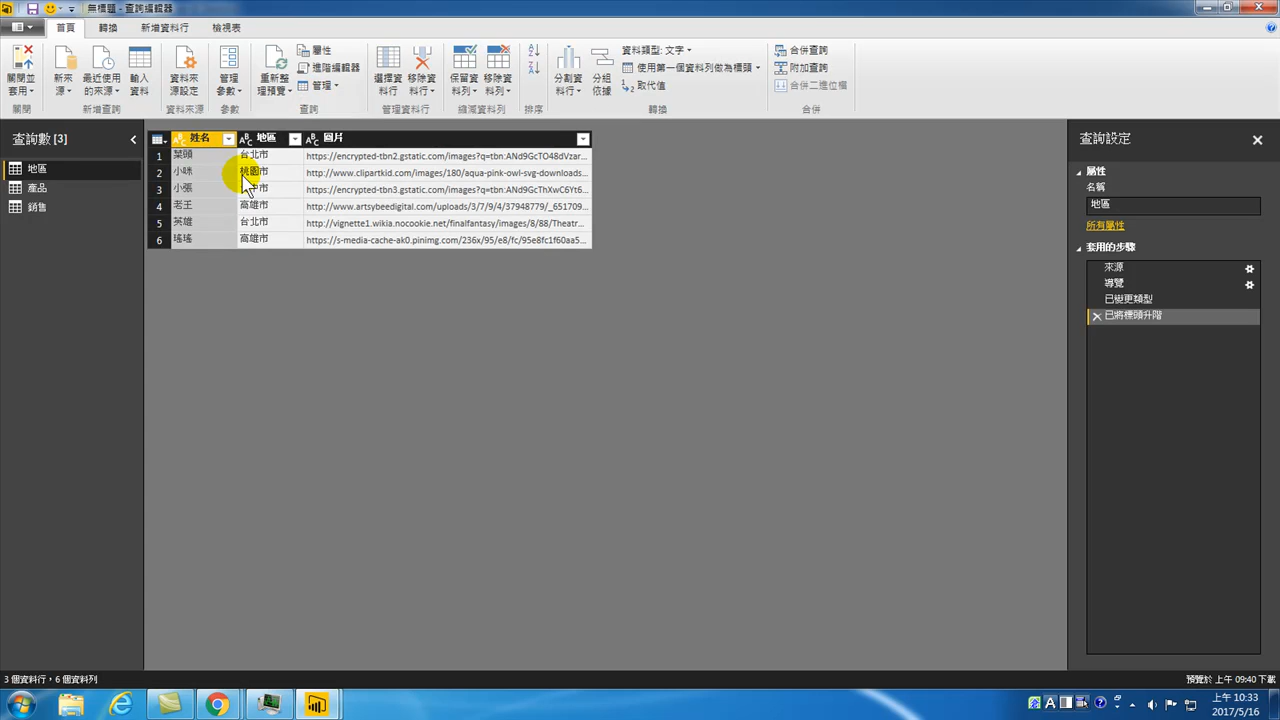 無標題 - 查詢編輯器
首頁 轉換 新增資料行 檢視表
關閉並套用 新來源 最近使用的來源 輸入資料 資料來源設定 管理參數 重新整理預覽 屬性 進階編輯器 管理 選擇資料行 移除資料行 保留資料列 移除資料列 分割資料行 分組依據 資料類型: 文字 使用第一個資料列做為標頭 取代值 合併查詢 附加查詢 合併二進位檔
關閉 新增查詢 資料來源 參數 查詢 管理資料行 縮減資料列 排序 轉換 合併
查詢數 [3]
地區
產品
銷售
姓名 地區 圖片
1 菜頭 台北市 https://encrypted-tbn2.gstatic.com/images?q=tbn:ANd9GcTO48dVzar...
2 小咪 桃園市 http://www.clipartkid.com/images/180/aqua-pink-owl-svg-downloads...
3 小張 中市 https://encrypted-tbn3.gstatic.com/images?q=tbn:ANd9GcThXwC6Yt6...
4 老王 高雄市 http://www.artsybeedigital.com/uploads/3/7/9/4/37948779/_651709...
5 英雄 台北市 http://vignette1.wikia.nocookie.net/finalfantasy/images/8/88/Theatr...
6 瑤瑤 高雄市 https://s-media-cache-ak0.pinimg.com/236x/95/e8/fc/95e8fc1f60aa5...
查詢設定
屬性
名稱
地區
所有屬性
套用的步驟
來源
導覽
已變更類型
已將標頭升階
3 個資料行，6 個資料列
預覽於 上午 09:40 下載
A
上午 10:33
2017/5/16